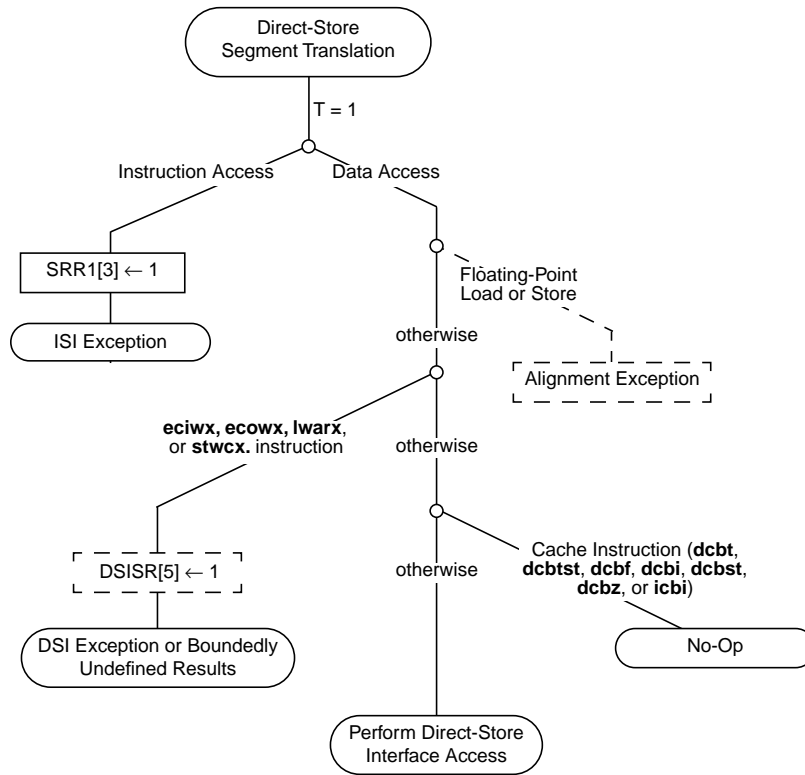 Direct-Store
Segment Translation
T = 1
Instruction Access
Data Access
SRR1[3] ← 1
Floating-Point
Load or Store
ISI Exception
otherwise
Alignment Exception
eciwx, ecowx, lwarx,
or stwcx. instruction
otherwise
DSISR[5] ← 1
otherwise
Cache Instruction (dcbt,
dcbtst, dcbf, dcbi, dcbst,
dcbz, or icbi)
DSI Exception or Boundedly
Undefined Results
No-Op
Perform Direct-Store
Interface Access